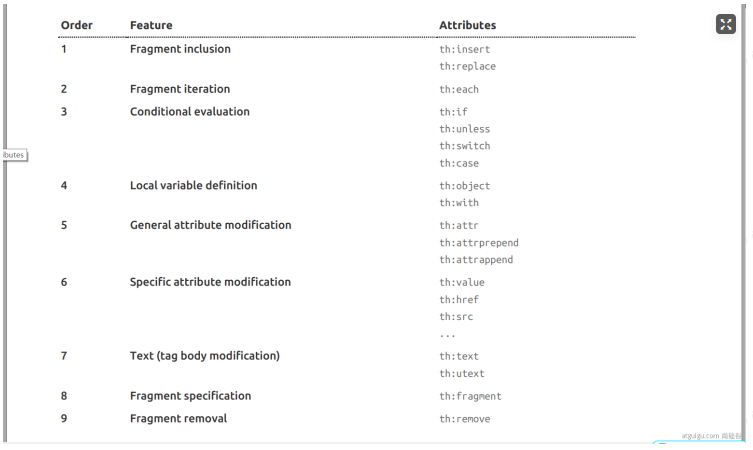 Order Feature Attributes
1 Fragment inclusion th:insert
th:replace
2 Fragment iteration th:each
3 Conditional evaluation th:if
th:unless
th:switch
th:case
4 Local variable definition th:object
th:with
5 General attribute modification th:attr
th:attrprepend
th:attrappend
6 Specific attribute modification th:value
th:href
th:src
...
7 Text (tag body modification) th:text
th:utext
8 Fragment specification th:fragment
9 Fragment removal th:remove
ibutes
atguigu.com 尚硅谷